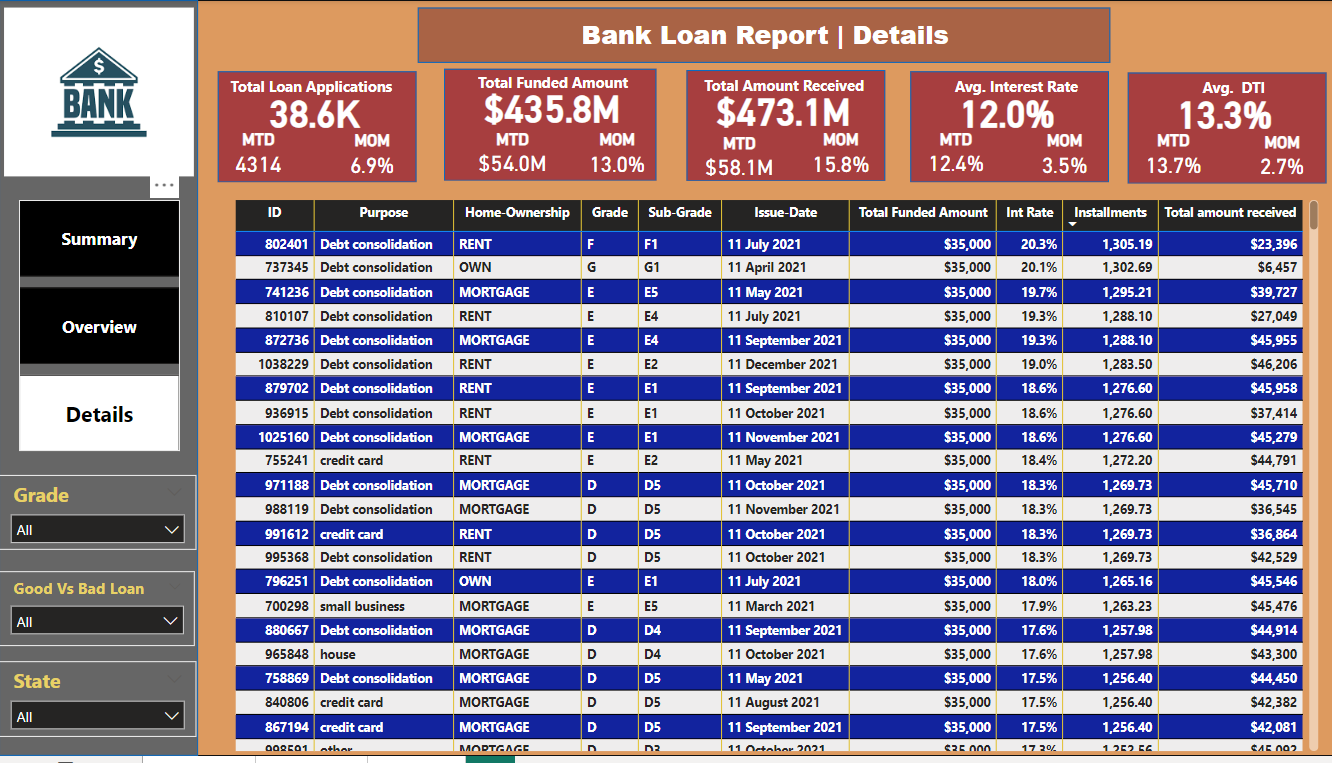 Bank Loan Report | Details
$
BANK
Total Loan Applications
38.6K
MTD MOM
4314 6.9%
Total Funded Amount
$435.8M
MTD MOM
$54.0M 13.0%
Total Amount Received
$473.1M
MTD MOM
$58.1M 15.8%
Avg. Interest Rate
12.0%
MTD MOM
12.4% 3.5%
Avg. DTI
13.3%
MTD MOM
13.7% 2.7%
Summary
Overview
Details
Grade
All
Good Vs Bad Loan
All
State
All
ID Purpose Home-Ownership Grade Sub-Grade Issue-Date Total Funded Amount Int Rate Installments Total amount received
802401 Debt consolidation RENT F F1 11 July 2021 $35,000 20.3% 1,305.19 $23,396
737345 Debt consolidation OWN G G1 11 April 2021 $35,000 20.1% 1,302.69 $6,457
741236 Debt consolidation MORTGAGE E E5 11 May 2021 $35,000 19.7% 1,295.21 $39,727
810107 Debt consolidation RENT E E4 11 July 2021 $35,000 19.3% 1,288.10 $27,049
872736 Debt consolidation MORTGAGE E E4 11 September 2021 $35,000 19.3% 1,288.10 $45,955
1038229 Debt consolidation RENT E E2 11 December 2021 $35,000 19.0% 1,283.50 $46,206
879702 Debt consolidation RENT E E1 11 September 2021 $35,000 18.6% 1,276.60 $45,958
936915 Debt consolidation RENT E E1 11 October 2021 $35,000 18.6% 1,276.60 $37,414
1025160 Debt consolidation MORTGAGE E E1 11 November 2021 $35,000 18.6% 1,276.60 $45,279
755241 credit card RENT E E2 11 May 2021 $35,000 18.4% 1,272.20 $44,791
971188 Debt consolidation MORTGAGE D D5 11 October 2021 $35,000 18.3% 1,269.73 $45,710
988119 Debt consolidation MORTGAGE D D5 11 November 2021 $35,000 18.3% 1,269.73 $36,545
991612 credit card RENT D D5 11 October 2021 $35,000 18.3% 1,269.73 $36,864
995368 Debt consolidation RENT D D5 11 October 2021 $35,000 18.3% 1,269.73 $42,529
796251 Debt consolidation OWN E E1 11 July 2021 $35,000 18.0% 1,265.16 $45,546
700298 small business MORTGAGE E E5 11 March 2021 $35,000 17.9% 1,263.23 $45,476
880667 Debt consolidation MORTGAGE D D4 11 September 2021 $35,000 17.6% 1,257.98 $44,914
965848 house MORTGAGE D D4 11 October 2021 $35,000 17.6% 1,257.98 $43,300
758869 Debt consolidation MORTGAGE D D5 11 May 2021 $35,000 17.5% 1,256.40 $44,450
840806 credit card MORTGAGE D D5 11 August 2021 $35,000 17.5% 1,256.40 $42,382
867194 credit card MORTGAGE D D5 11 September 2021 $35,000 17.5% 1,256.40 $42,081
other MORTGAGE D D3 11 October 2021 $35,000 17.3%